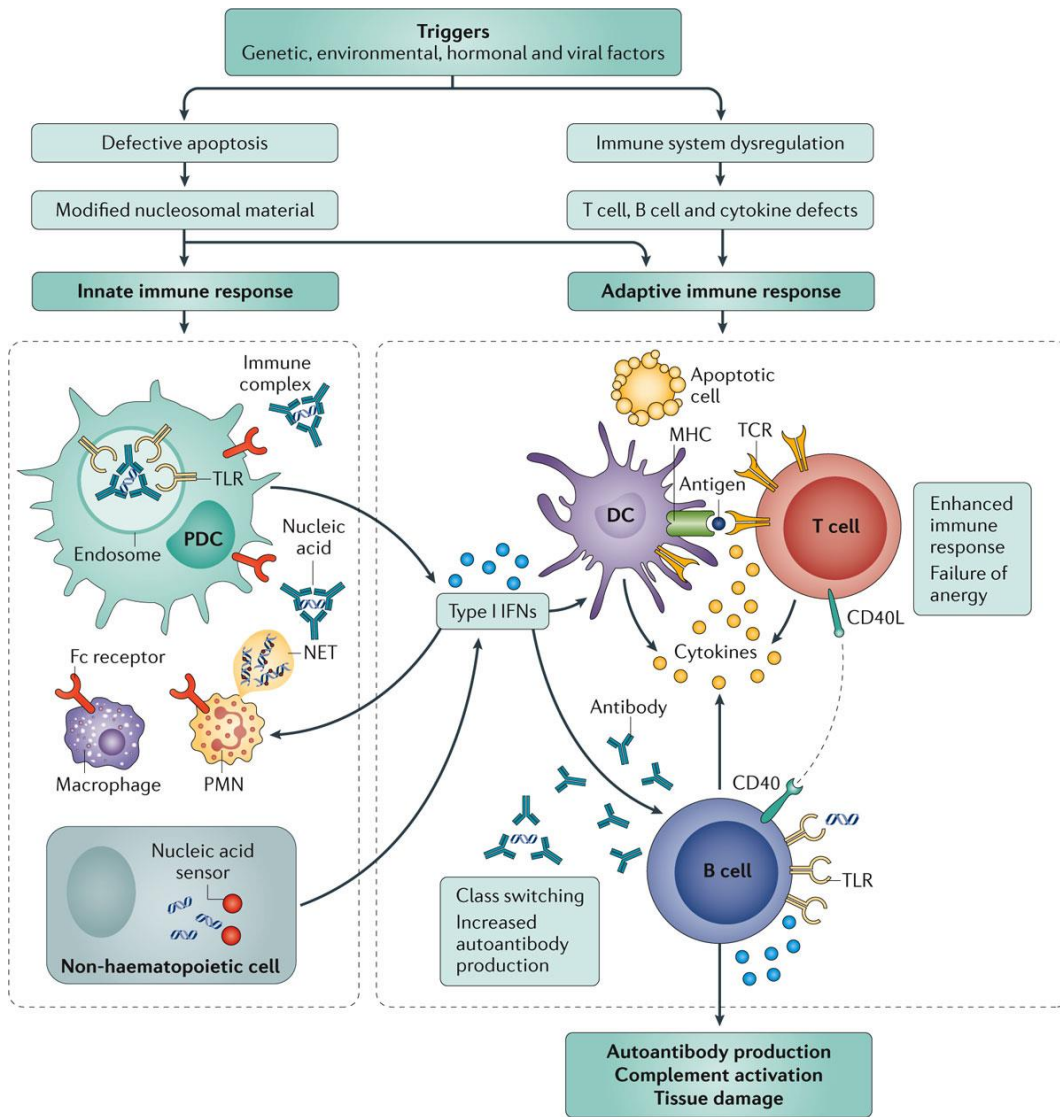 Triggers
Genetic, environmental, hormonal and viral factors
Defective apoptosis
Immune system dysregulation
Modified nucleosomal material
T cell, B cell and cytokine defects
Innate immune response
Adaptive immune response
Immune
complex
TLR
Endosome
PDC
Nucleic
acid
NET
Fc receptor
Macrophage
PMN
Nucleic acid
sensor
Non-haematopoietic cell
Type I IFNs
Apoptotic
cell
MHC
TCR
Antigen
DC
T cell
Enhanced
immune
response
Failure of
anergy
CD40L
Cytokines
Antibody
CD40
B cell
TLR
Class switching
Increased
autoantibody
production
Autoantibody production
Complement activation
Tissue damage